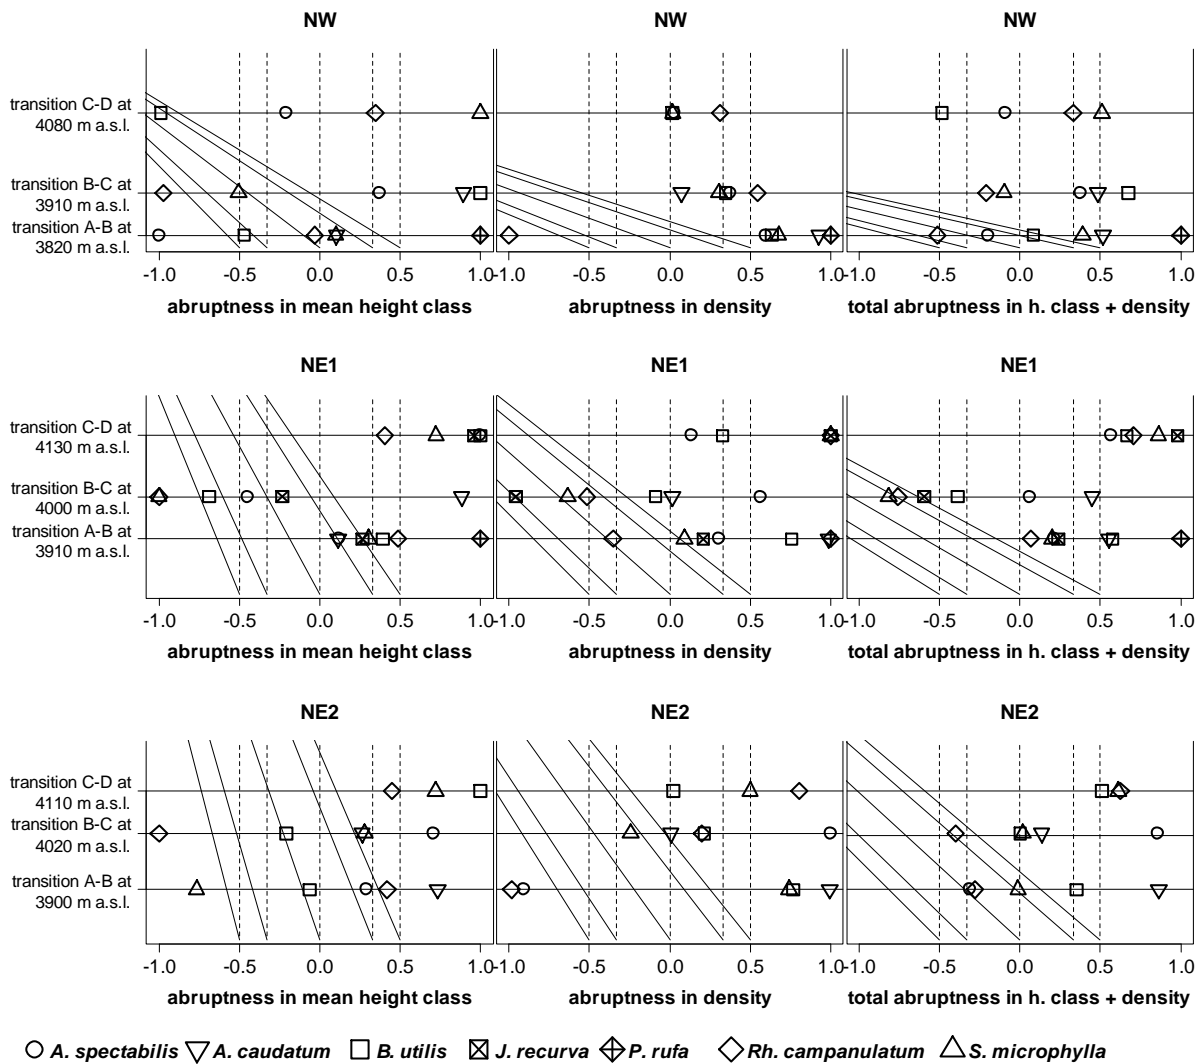 NW NW NW
transition C-D at
4080 m a.s.l.
transition B-C at
3910 m a.s.l.
transition A-B at
3820 m a.s.l.
-1.0 -0.5 0.0 0.5 1.0 -1.0 -0.5 0.0 0.5 1.0 -1.0 -0.5 0.0 0.5 1.0
abruptness in mean height class abruptness in density total abruptness in h. class + density
NE1 NE1 NE1
transition C-D at
4130 m a.s.l.
transition B-C at
4000 m a.s.l.
transition A-B at
3910 m a.s.l.
-1.0 -0.5 0.0 0.5 1.0 -1.0 -0.5 0.0 0.5 1.0 -1.0 -0.5 0.0 0.5 1.0
abruptness in mean height class abruptness in density total abruptness in h. class + density
NE2 NE2 NE2
transition C-D at
4110 m a.s.l.
transition B-C at
4020 m a.s.l.
transition A-B at
3900 m a.s.l.
-1.0 -0.5 0.0 0.5 1.0 -1.0 -0.5 0.0 0.5 1.0 -1.0 -0.5 0.0 0.5 1.0
abruptness in mean height class abruptness in density total abruptness in h. class + density
A. spectabilis A. caudatum B. utilis J. recurva P. rufa Rh. campanulatum S. microphylla